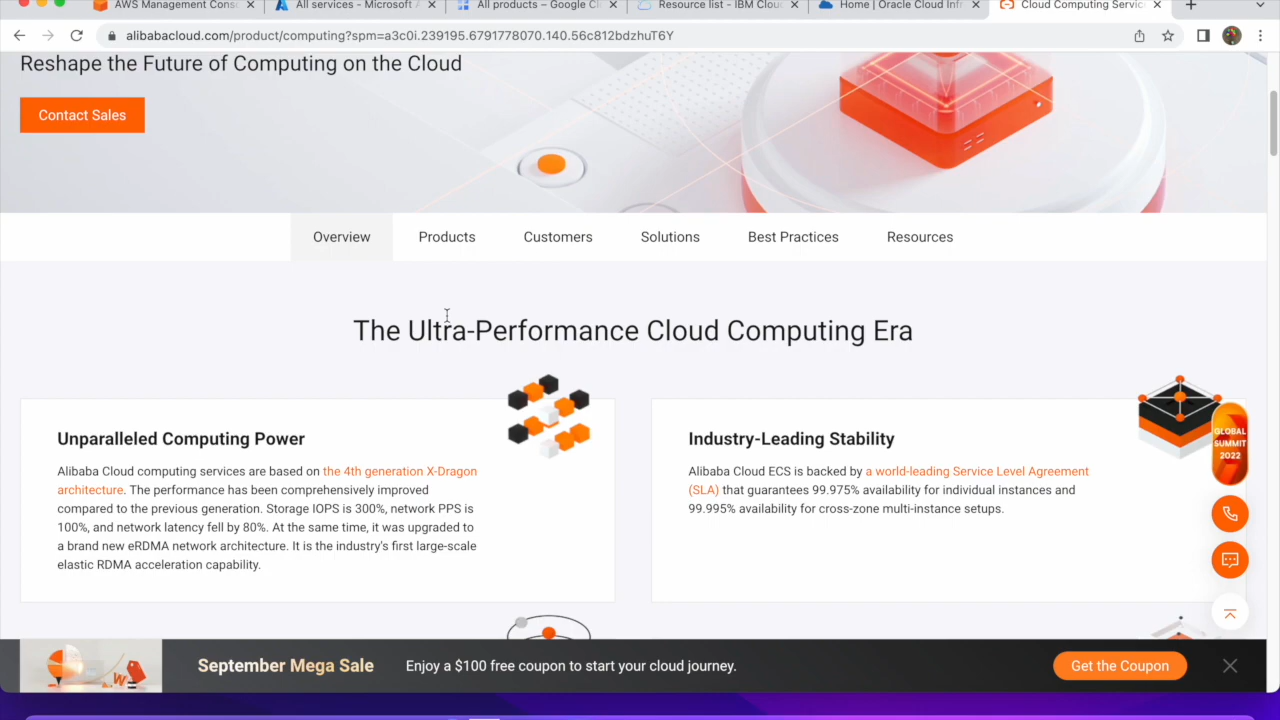 AWS Management Conso
All services - Microsoft A
All products – Google Cl
Resource list - IBM Clou
Home | Oracle Cloud Infr
Cloud Computing Servic
alibabacloud.com/product/computing?spm=a3c0i.239195.6791778070.140.56c812bdzhuT6Y
Reshape the Future of Computing on the Cloud
Contact Sales
Overview
Products
Customers
Solutions
Best Practices
Resources
The Ultra-Performance Cloud Computing Era
Unparalleled Computing Power
Alibaba Cloud computing services are based on the 4th generation X-Dragon
architecture. The performance has been comprehensively improved
compared to the previous generation. Storage IOPS is 300%, network PPS is
100%, and network latency fell by 80%. At the same time, it was upgraded to
a brand new eRDMA network architecture. It is the industry's first large-scale
elastic RDMA acceleration capability.
Industry-Leading Stability
Alibaba Cloud ECS is backed by a world-leading Service Level Agreement
(SLA) that guarantees 99.975% availability for individual instances and
99.995% availability for cross-zone multi-instance setups.
GLOBAL
SUMMIT
2022
September Mega Sale
Enjoy a $100 free coupon to start your cloud journey.
Get the Coupon